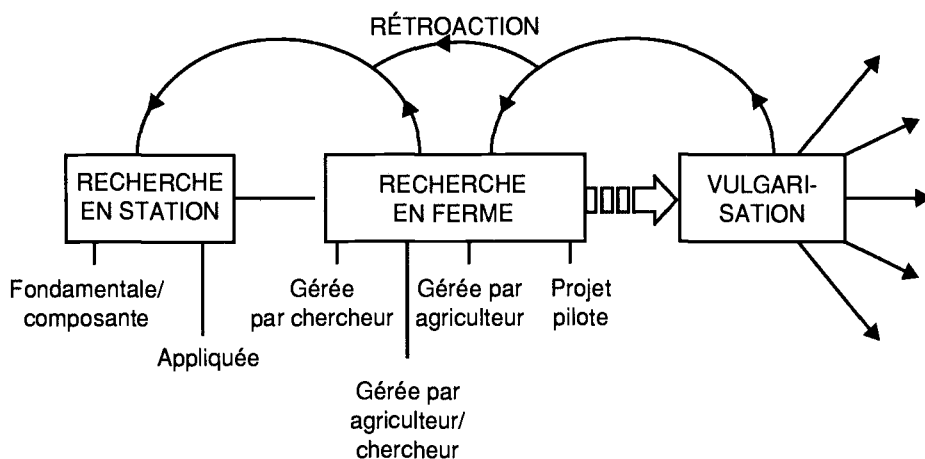 RÉTROACTION
RECHERCHE
EN STATION
RECHERCHE
EN FERME
VULGARI-
SATION
Fondamentale/
composante
Appliquée
Gérée
par chercheur
Gérée par
agriculteur/
chercheur
Gérée par
agriculteur
Projet
pilote